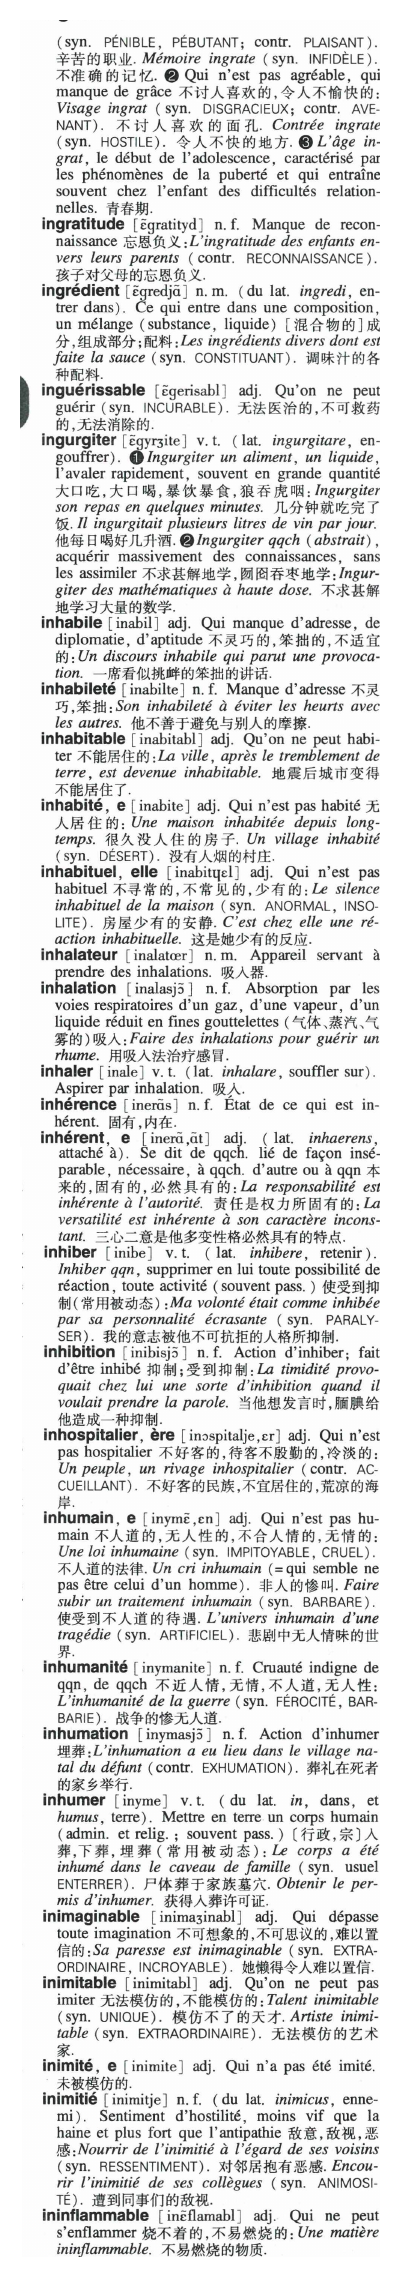 (syn. PÉNIBLE, PÉBUTANT; contr. PLAISANT).
辛苦的职业. Mémoire ingrate (syn. INFIDÈLE).
不准确的记忆. ❷ Qui n'est pas agréable, qui
manque de grâce 不讨人喜欢的,令人不愉快的:
Visage ingrat (syn. DISGRACIEUX; contr. AVE-
NANT). 不讨人喜欢的面孔. Contrée ingrate
(syn. HOSTILE). 令人不快的地方. ❸ L'âge in-
grat, le début de l'adolescence, caractérisé par
les phénomènes de la puberté et qui entraîne
souvent chez l'enfant des difficultés relation-
nelles. 青春期.
ingratitude [ɛ̃gratityd] n. f. Manque de recon-
naissance 忘恩负义:L'ingratitude des enfants en-
vers leurs parents (contr. RECONNAISSANCE).
孩子对父母的忘恩负义.
ingrédient [ɛ̃gredjɑ̃] n. m. (du lat. ingredi, en-
trer dans). Ce qui entre dans une composition,
un mélange (substance, liquide) [混合物的]成
分,组成部分;配料:Les ingrédients divers dont est
faite la sauce (syn. CONSTITUANT). 调味汁的各
种配料.
inguérissable [ɛ̃gerisabl] adj. Qu'on ne peut
guérir (syn. INCURABLE). 无法医治的,不可救药
的,无法消除的.
ingurgiter [ɛ̃gyrʒite] v. t. (lat. ingurgitare, en-
gouffrer). ❶ Ingurgiter un aliment, un liquide,
l'avaler rapidement, souvent en grande quantité
大口吃,大口喝,暴饮暴食,狼吞虎咽: Ingurgiter
son repas en quelques minutes. 几分钟就吃完了
饭. Il ingurgitait plusieurs litres de vin par jour.
他每日喝好几升酒. ❷ Ingurgiter qqch (abstrait),
acquérir massivement des connaissances, sans
les assimiler 不求甚解地学,囫囵吞枣地学:Ingur-
giter des mathématiques à haute dose. 不求甚解
地学习大量的数学.
inhabile [inabil] adj. Qui manque d'adresse, de
diplomatie, d'aptitude 不灵巧的,笨拙的,不适宜
的:Un discours inhabile qui parut une provoca-
tion. 一席看似挑衅的笨拙的讲话.
inhabileté [inabilte] n. f. Manque d'adresse 不灵
巧,笨拙:Son inhabileté à éviter les heurts avec
les autres. 他不善于避免与别人的摩擦.
inhabitable [inabitabl] adj. Qu'on ne peut habi-
ter 不能居住的:La ville, après le tremblement de
terre, est devenue inhabitable. 地震后城市变得
不能居住了.
inhabité, e [inabite] adj. Qui n'est pas habité 无
人居住的: Une maison inhabitée depuis long-
temps. 很久没人住的房子. Un village inhabité
(syn. DÉSERT). 没有人烟的村庄.
inhabituel, elle [inabitɥɛl] adj. Qui n'est pas
habituel 不寻常的,不常见的,少有的: Le silence
inhabituel de la maison (syn. ANORMAL, INSO-
LITE). 房屋少有的安静. C'est chez elle une ré-
action inhabituelle. 这是她少有的反应.
inhalateur [inalatœr] n. m. Appareil servant à
prendre des inhalations. 吸入器.
inhalation [inalasjɔ̃] n. f. Absorption par les
voies respiratoires d'un gaz, d'une vapeur, d'un
liquide réduit en fines gouttelettes (气体、蒸汽、气
雾的)吸入:Faire des inhalations pour guérir un
rhume. 用吸入法治疗感冒.
inhaler [inale] v. t. (lat. inhalare, souffler sur).
Aspirer par inhalation. 吸入.
inhérence [inerɑ̃s] n. f. État de ce qui est in-
hérent. 固有,内在.
inhérent, e [inerɑ̃,ɑ̃t] adj. (lat. inhaerens,
attaché à). Se dit de qqch. lié de façon insé-
parable, nécessaire, à qqch. d'autre ou à qqn 本
来的,固有的,必然具有的:La responsabilité est
inhérente à l'autorité. 责任是权力所固有的:La
versatilité est inhérente à son caractère incons-
tant. 三心二意是他多变性格必然具有的特点.
inhiber [inibe] v. t. (lat. inhibere, retenir).
Inhiber qqn, supprimer en lui toute possibilité de
réaction, toute activité (souvent pass.) 使受到抑
制(常用被动态):Ma volonté était comme inhibée
par sa personnalité écrasante (syn. PARALY-
SER). 我的意志被他不可抗拒的人格所抑制.
inhibition [inibisjɔ̃] n. f. Action d'inhiber; fait
d'être inhibé 抑制;受到抑制:La timidité provo-
quait chez lui une sorte d'inhibition quand il
voulait prendre la parole. 当他想发言时,腼腆给
他造成一种抑制.
inhospitalier, ère [inɔspitalje,ɛr] adj. Qui n'est
pas hospitalier 不好客的,待客不殷勤的,冷淡的:
Un peuple, un rivage inhospitalier (contr. AC-
CUEILLANT). 不好客的民族,不宜居住的,荒凉的海
岸.
inhumain, e [inymɛ̃,ɛn] adj. Qui n'est pas hu-
main 不人道的,无人性的,不合人情的,无情的:
Une loi inhumaine (syn. IMPITOYABLE, CRUEL).
不人道的法律. Un cri inhumain (=qui semble ne
pas être celui d'un homme). 非人的惨叫. Faire
subir un traitement inhumain (syn. BARBARE).
使受到不人道的待遇. L'univers inhumain d'une
tragédie (syn. ARTIFICIEL). 悲剧中无人情味的世
界.
inhumanité [inymanite] n. f. Cruauté indigne de
qqn, de qqch 不近人情,无情,不人道,无人性:
L'inhumanité de la guerre (syn. FÉROCITÉ, BAR-
BARIE). 战争的惨无人道.
inhumation [inymasjɔ̃] n. f. Action d'inhumer
埋葬:L'inhumation a eu lieu dans le village na-
tal du défunt (contr. EXHUMATION). 葬礼在死者
的家乡举行.
inhumer [inyme] v. t. (du lat. in, dans, et
humus, terre). Mettre en terre un corps humain
(admin. et relig.; souvent pass.) [行政,宗]入
葬,下葬,埋葬(常用被动态): Le corps a été
inhumé dans le caveau de famille (syn. usuel
ENTERRER). 尸体葬于家族墓穴. Obtenir le per-
mis d'inhumer. 获得入葬许可证.
inimaginable [inimaʒinabl] adj. Qui dépasse
toute imagination 不可想象的,不可思议的,难以置
信的:Sa paresse est inimaginable (syn. EXTRA-
ORDINAIRE, INCROYABLE). 她懒得令人难以置信.
inimitable [inimitabl] adj. Qu'on ne peut pas
imiter 无法模仿的,不能模仿的:Talent inimitable
(syn. UNIQUE). 模仿不了的天才. Artiste inimi-
table (syn. EXTRAORDINAIRE). 无法模仿的艺术
家.
inimité, e [inimite] adj. Qui n'a pas été imité.
未被模仿的.
inimitié [inimitje] n. f. (du lat. inimicus, enne-
mi). Sentiment d'hostilité, moins vif que la
haine et plus fort que l'antipathie 敌意,敌视,恶
感:Nourrir de l'inimitié à l'égard de ses voisins
(syn. RESSENTIMENT). 对邻居抱有恶感. Encou-
rir l'inimitié de ses collègues (syn. ANIMOSI-
TÉ). 遭到同事们的敌视.
ininflammable [inɛ̃flamabl] adj. Qui ne peut
s'enflammer 烧不着的,不易燃烧的: Une matière
ininflammable. 不易燃烧的物质.